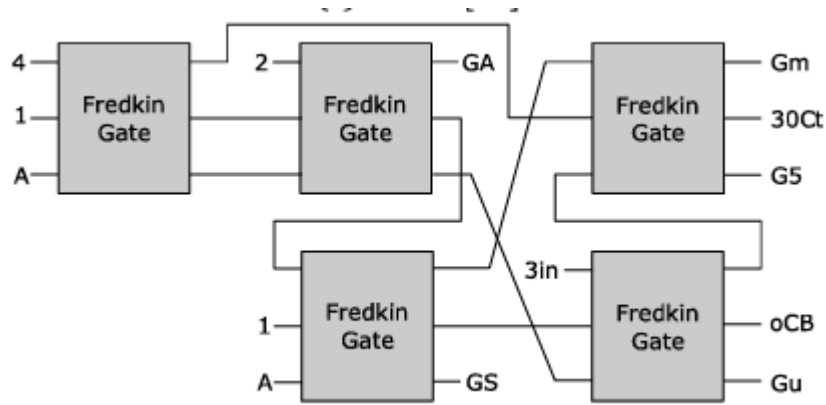 4
1
A
Fredkin
Gate
2
Fredkin
Gate
GA
Fredkin
Gate
Gm
30Ct
G5
1
A
Fredkin
Gate
GS
3in
Fredkin
Gate
oCB
Gu